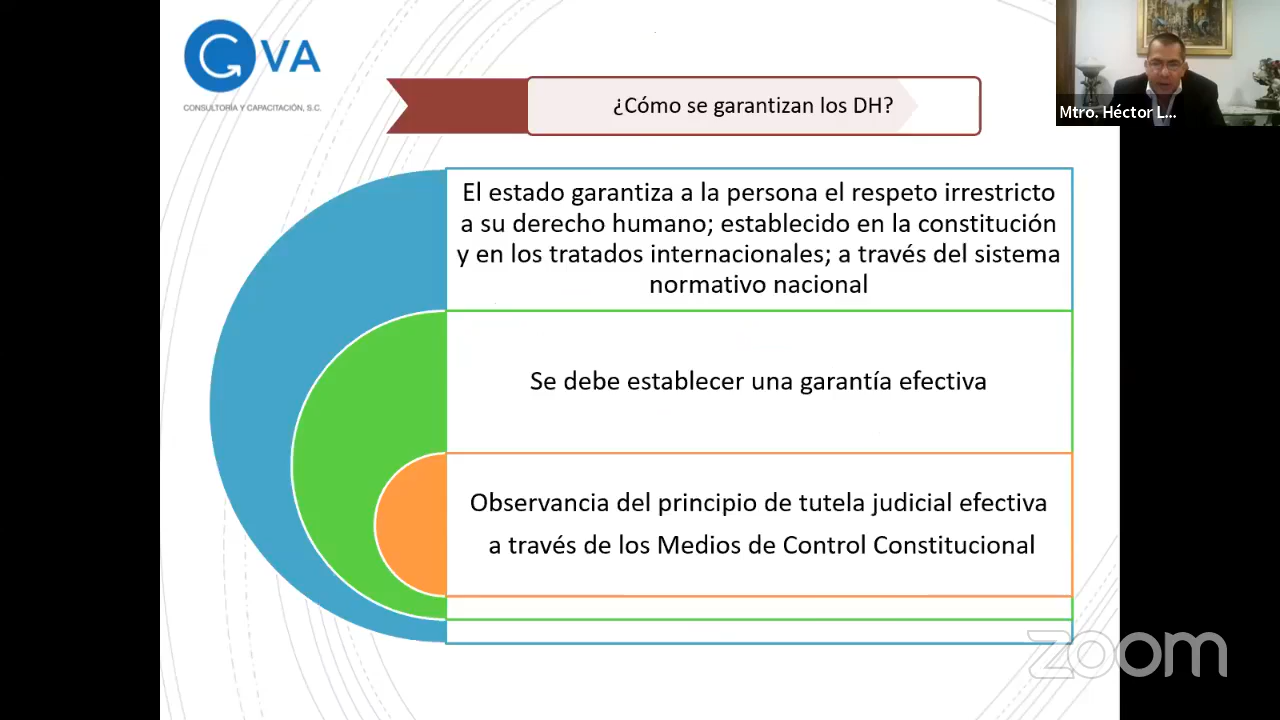 GVA
CONSULTORÍA Y CAPACITACIÓN, S.C.
¿Cómo se garantizan los DH?
Mtro. Héctor L...
El estado garantiza a la persona el respeto irrestricto
a su derecho humano; establecido en la constitución
y en los tratados internacionales; a través del sistema
normativo nacional
Se debe establecer una garantía efectiva
Observancia del principio de tutela judicial efectiva
a través de los Medios de Control Constitucional
zoom